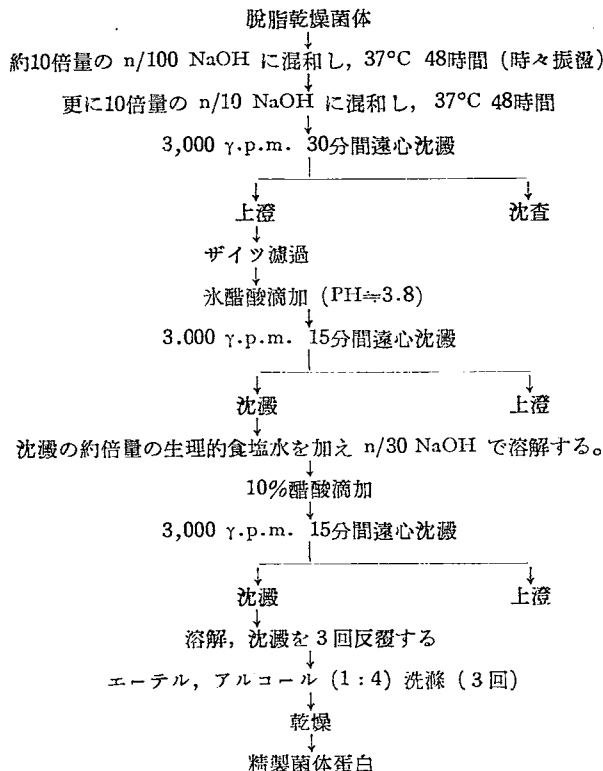 脱脂乾燥菌体
約10倍量の n/100 NaOH に混和し, 37°C 48時間 (時々振盪)
更に10倍量の n/10 NaOH に混和し, 37°C 48時間
3,000 γ.p.m. 30分間遠心沈澱
上澄 沈査
ザイツ濾過
氷醋酸滴加 (PH≒3.8)
3.000 γ.p.m. 15分間遠心沈澱
沈澱 上澄
沈澱の約倍量の生理的食塩水を加え n/30 NaOH で溶解する。
10%醋酸滴加
3,000 γ.p.m. 15分間遠心沈澱
沈澱 上澄
溶解, 沈澱を3回反覆する
エーテル, アルコール (1:4) 洗滌 (3回)
乾燥
精製菌体蛋白